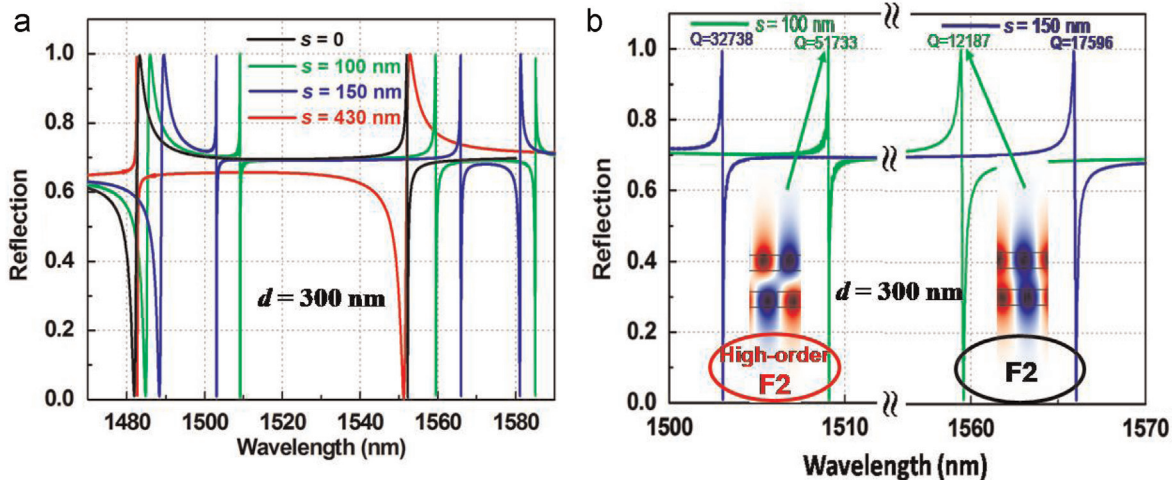 a
s = 0
s = 100 nm
s = 150 nm
s = 430 nm
d = 300 nm
Reflection
1.0
0.8
0.6
0.4
0.2
0.0
1480 1500 1520 1540 1560 1580
Wavelength (nm)
b
s = 100 nm
s = 150 nm
Q=32738 Q=51733 Q=12187 Q=17596
d = 300 nm
High-order
F2
F2
Reflection
1.0
0.8
0.6
0.4
0.2
0.0
1500 1510 1560 1570
Wavelength (nm)